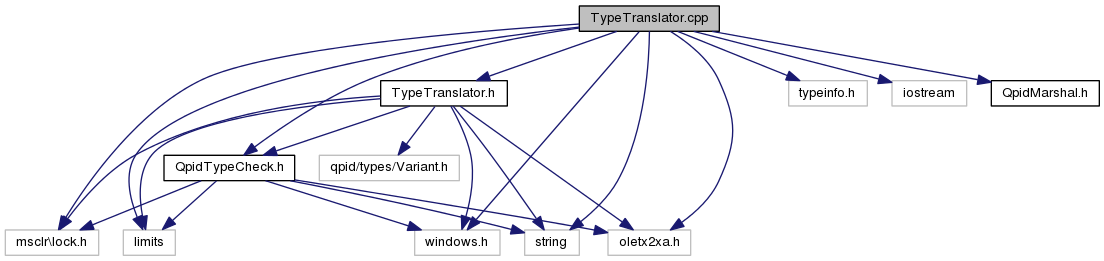 TypeTranslator.cpp
TypeTranslator.h
typeinfo.h
iostream
QpidMarshal.h
QpidTypeCheck.h
qpid/types/Variant.h
msclr\lock.h
limits
windows.h
string
oletx2xa.h